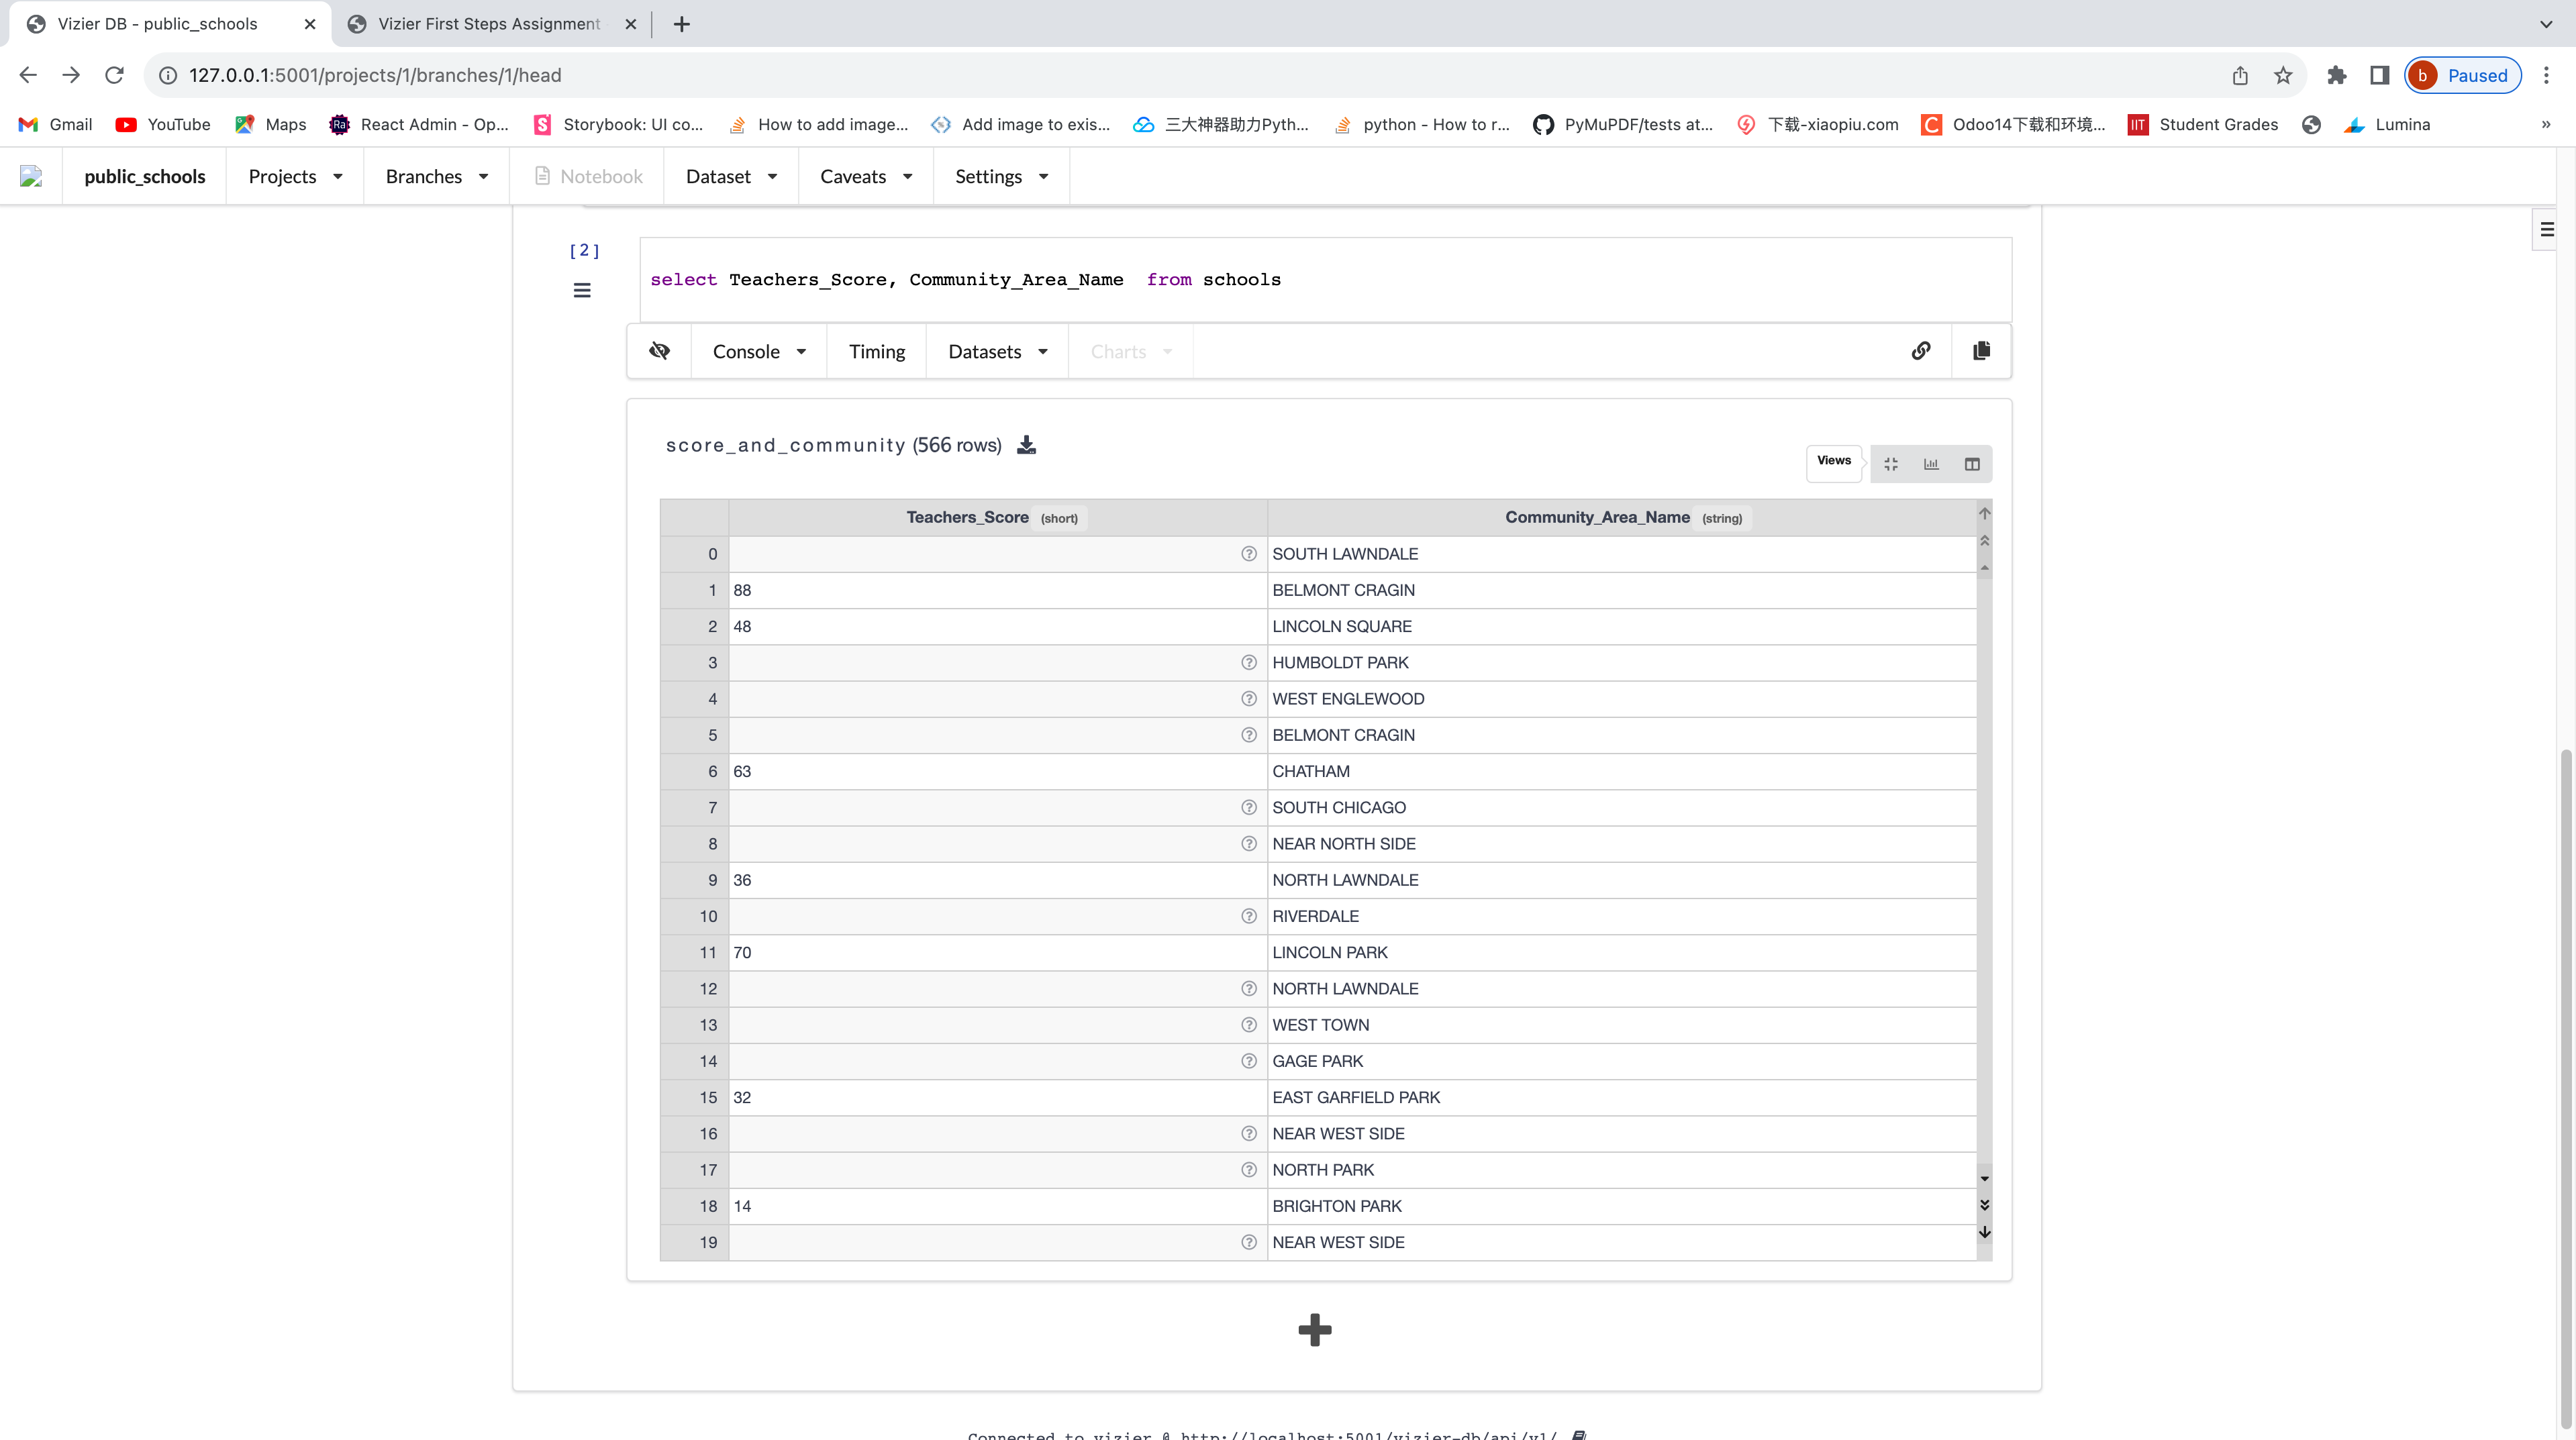 Vizier DB - public_schools
Vizier First Steps Assignment
127.0.0.1:5001/projects/1/branches/1/head
b Paused
Gmail YouTube Maps React Admin - Op... Storybook: UI co... How to add image... Add image to exis... 三大神器助力Pyth... python - How to r... PyMuPDF/tests at... 下载-xiaopiu.com Odoo14下载和环境... IIT Student Grades Lumina »
public_schools Projects Branches Notebook Dataset Caveats Settings
[2]
select Teachers_Score, Community_Area_Name from schools
Console Timing Datasets Charts
score_and_community (566 rows)
Views
Teachers_Score (short) Community_Area_Name (string)
0 ? SOUTH LAWNDALE
1 88 BELMONT CRAGIN
2 48 LINCOLN SQUARE
3 ? HUMBOLDT PARK
4 ? WEST ENGLEWOOD
5 ? BELMONT CRAGIN
6 63 CHATHAM
7 ? SOUTH CHICAGO
8 ? NEAR NORTH SIDE
9 36 NORTH LAWNDALE
10 ? RIVERDALE
11 70 LINCOLN PARK
12 ? NORTH LAWNDALE
13 ? WEST TOWN
14 ? GAGE PARK
15 32 EAST GARFIELD PARK
16 ? NEAR WEST SIDE
17 ? NORTH PARK
18 14 BRIGHTON PARK
19 ? NEAR WEST SIDE
Connected to vizier @ http://localhost:5001/vizier-db/api/v1/